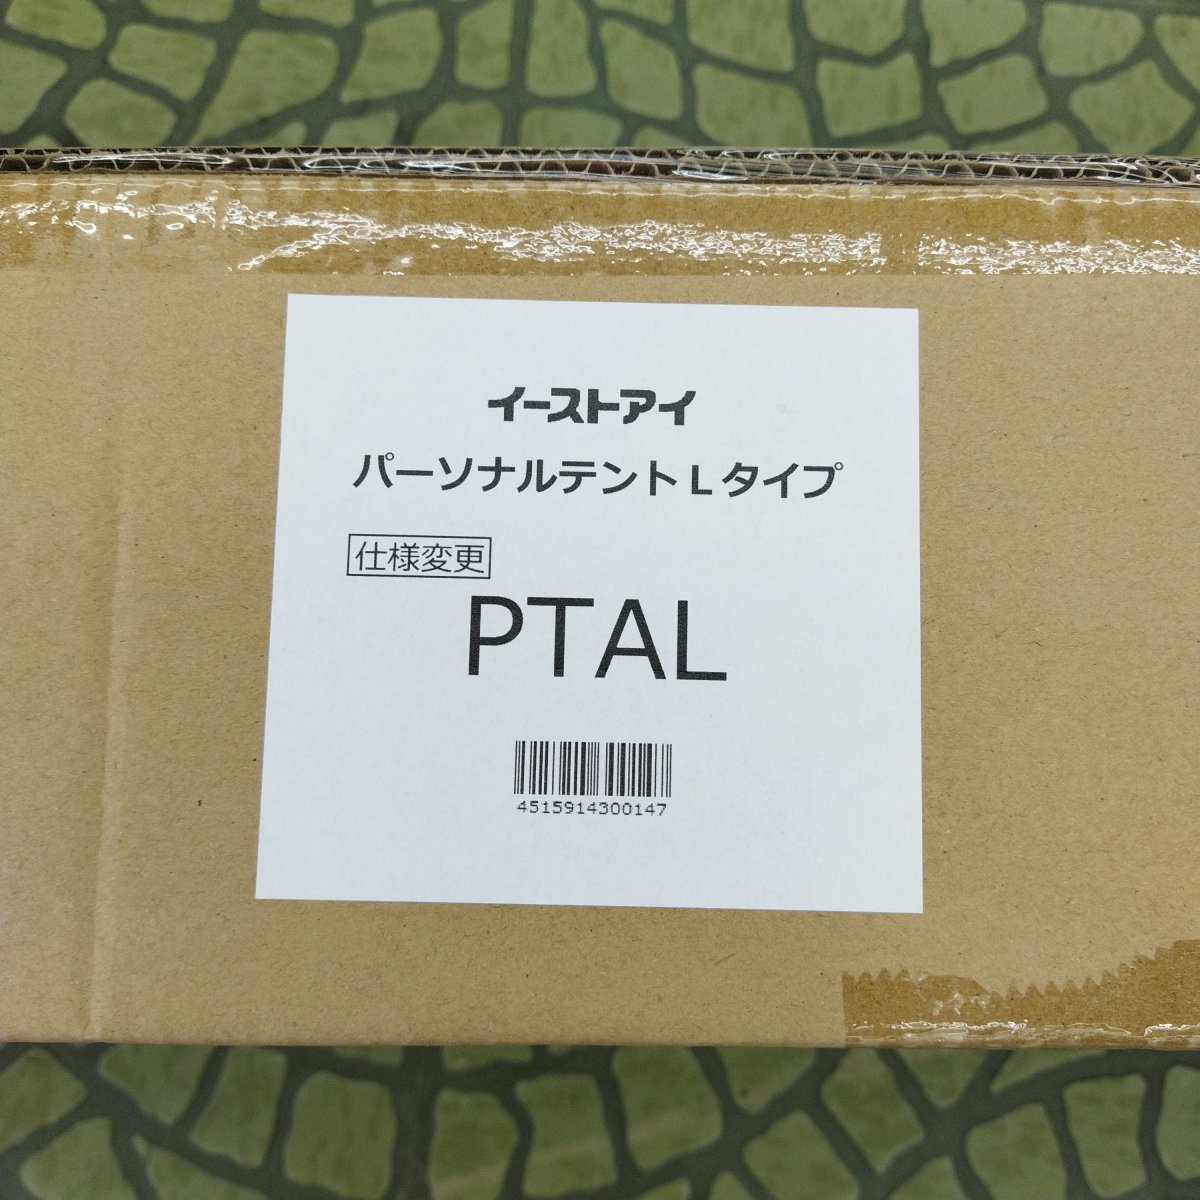 イーストアイ
パーソナルテントLタイプ
仕様変更
PTAL
4515914300147